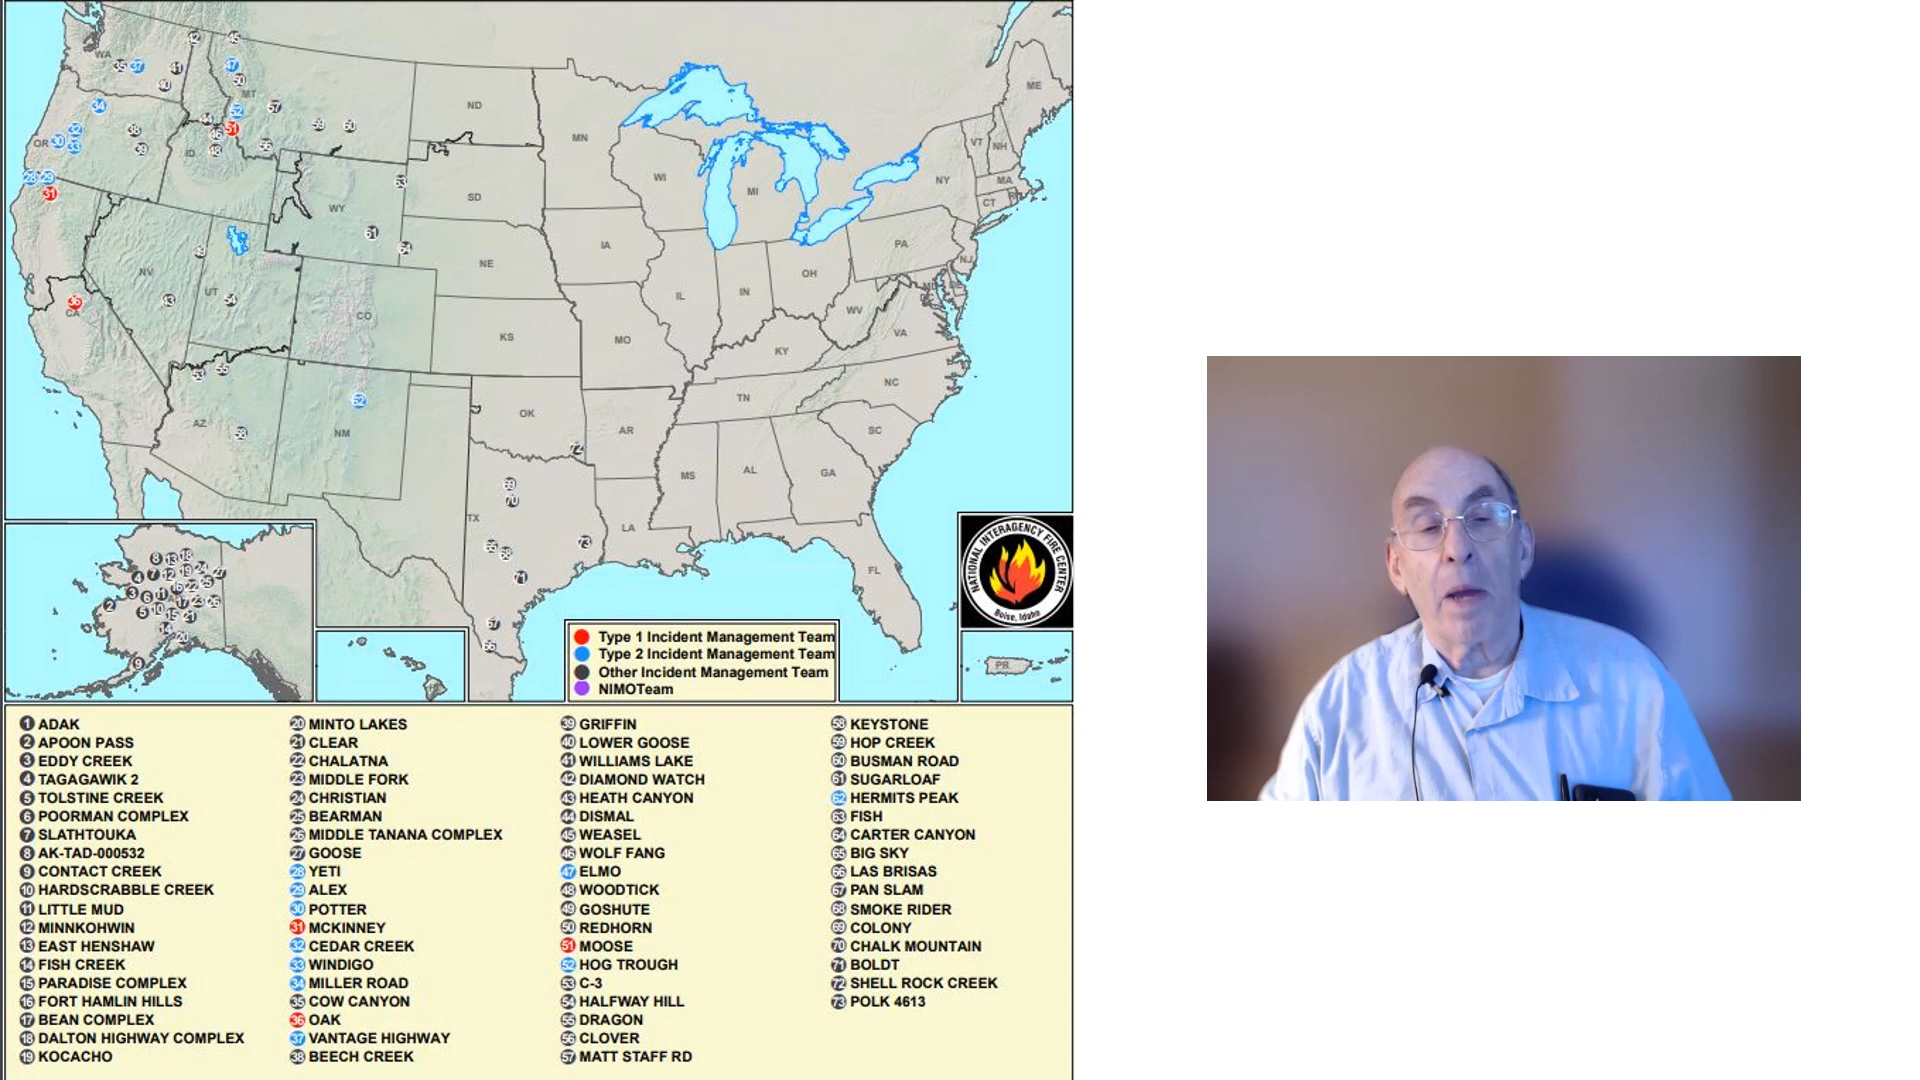 WA
MT
OR
ID
ND
MN
SD
WY
WI
MI
NE
IA
NV
UT
CO
CA
KS
MO
IL
IN
OH
PA
NY
VT
NH
ME
MA
CT
NJ
WV
VA
KY
TN
NC
SC
AZ
NM
OK
AR
TX
LA
MS
AL
GA
FL
PR
NATIONAL INTERAGENCY FIRE CENTER
Boise, Idaho
Type 1 Incident Management Team
Type 2 Incident Management Team
Other Incident Management Team
NIMOTeam
1 ADAK
2 APOON PASS
3 EDDY CREEK
4 TAGAGAWIK 2
5 TOLSTINE CREEK
6 POORMAN COMPLEX
7 SLATHTOUKA
8 AK-TAD-000532
9 CONTACT CREEK
10 HARDSCRABBLE CREEK
11 LITTLE MUD
12 MINNKOHWIN
13 EAST HENSHAW
14 FISH CREEK
15 PARADISE COMPLEX
16 FORT HAMLIN HILLS
17 BEAN COMPLEX
18 DALTON HIGHWAY COMPLEX
19 KOCACHO
20 MINTO LAKES
21 CLEAR
22 CHALATNA
23 MIDDLE FORK
24 CHRISTIAN
25 BEARMAN
26 MIDDLE TANANA COMPLEX
27 GOOSE
28 YETI
29 ALEX
30 POTTER
31 MCKINNEY
32 CEDAR CREEK
33 WINDIGO
34 MILLER ROAD
35 COW CANYON
36 OAK
37 VANTAGE HIGHWAY
38 BEECH CREEK
39 GRIFFIN
40 LOWER GOOSE
41 WILLIAMS LAKE
42 DIAMOND WATCH
43 HEATH CANYON
44 DISMAL
45 WEASEL
46 WOLF FANG
47 ELMO
48 WOODTICK
49 GOSHUTE
50 REDHORN
51 MOOSE
52 HOG TROUGH
53 C-3
54 HALFWAY HILL
55 DRAGON
56 CLOVER
57 MATT STAFF RD
58 KEYSTONE
59 HOP CREEK
60 BUSMAN ROAD
61 SUGARLOAF
62 HERMITS PEAK
63 FISH
64 CARTER CANYON
65 BIG SKY
66 LAS BRISAS
67 PAN SLAM
68 SMOKE RIDER
69 COLONY
70 CHALK MOUNTAIN
71 BOLDT
72 SHELL ROCK CREEK
73 POLK 4613